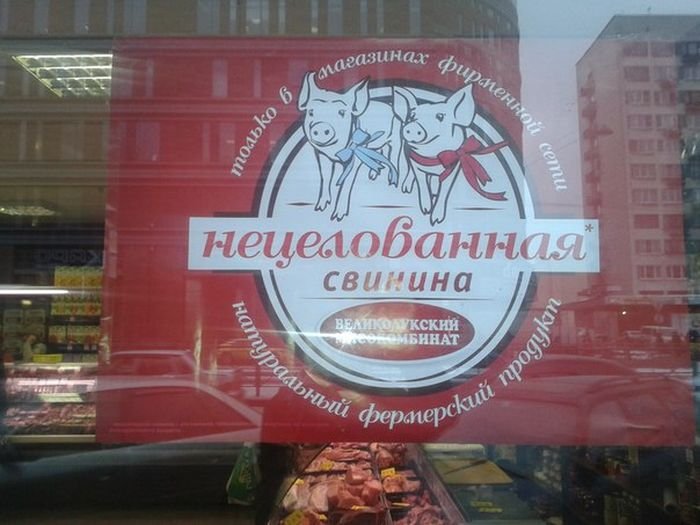 только в магазинах фирменной сети
нецелованная*
свинина
ВЕЛИКОЛУКСКИЙ
МЯСОКОМБИНАТ
натуральный фермерский продукт